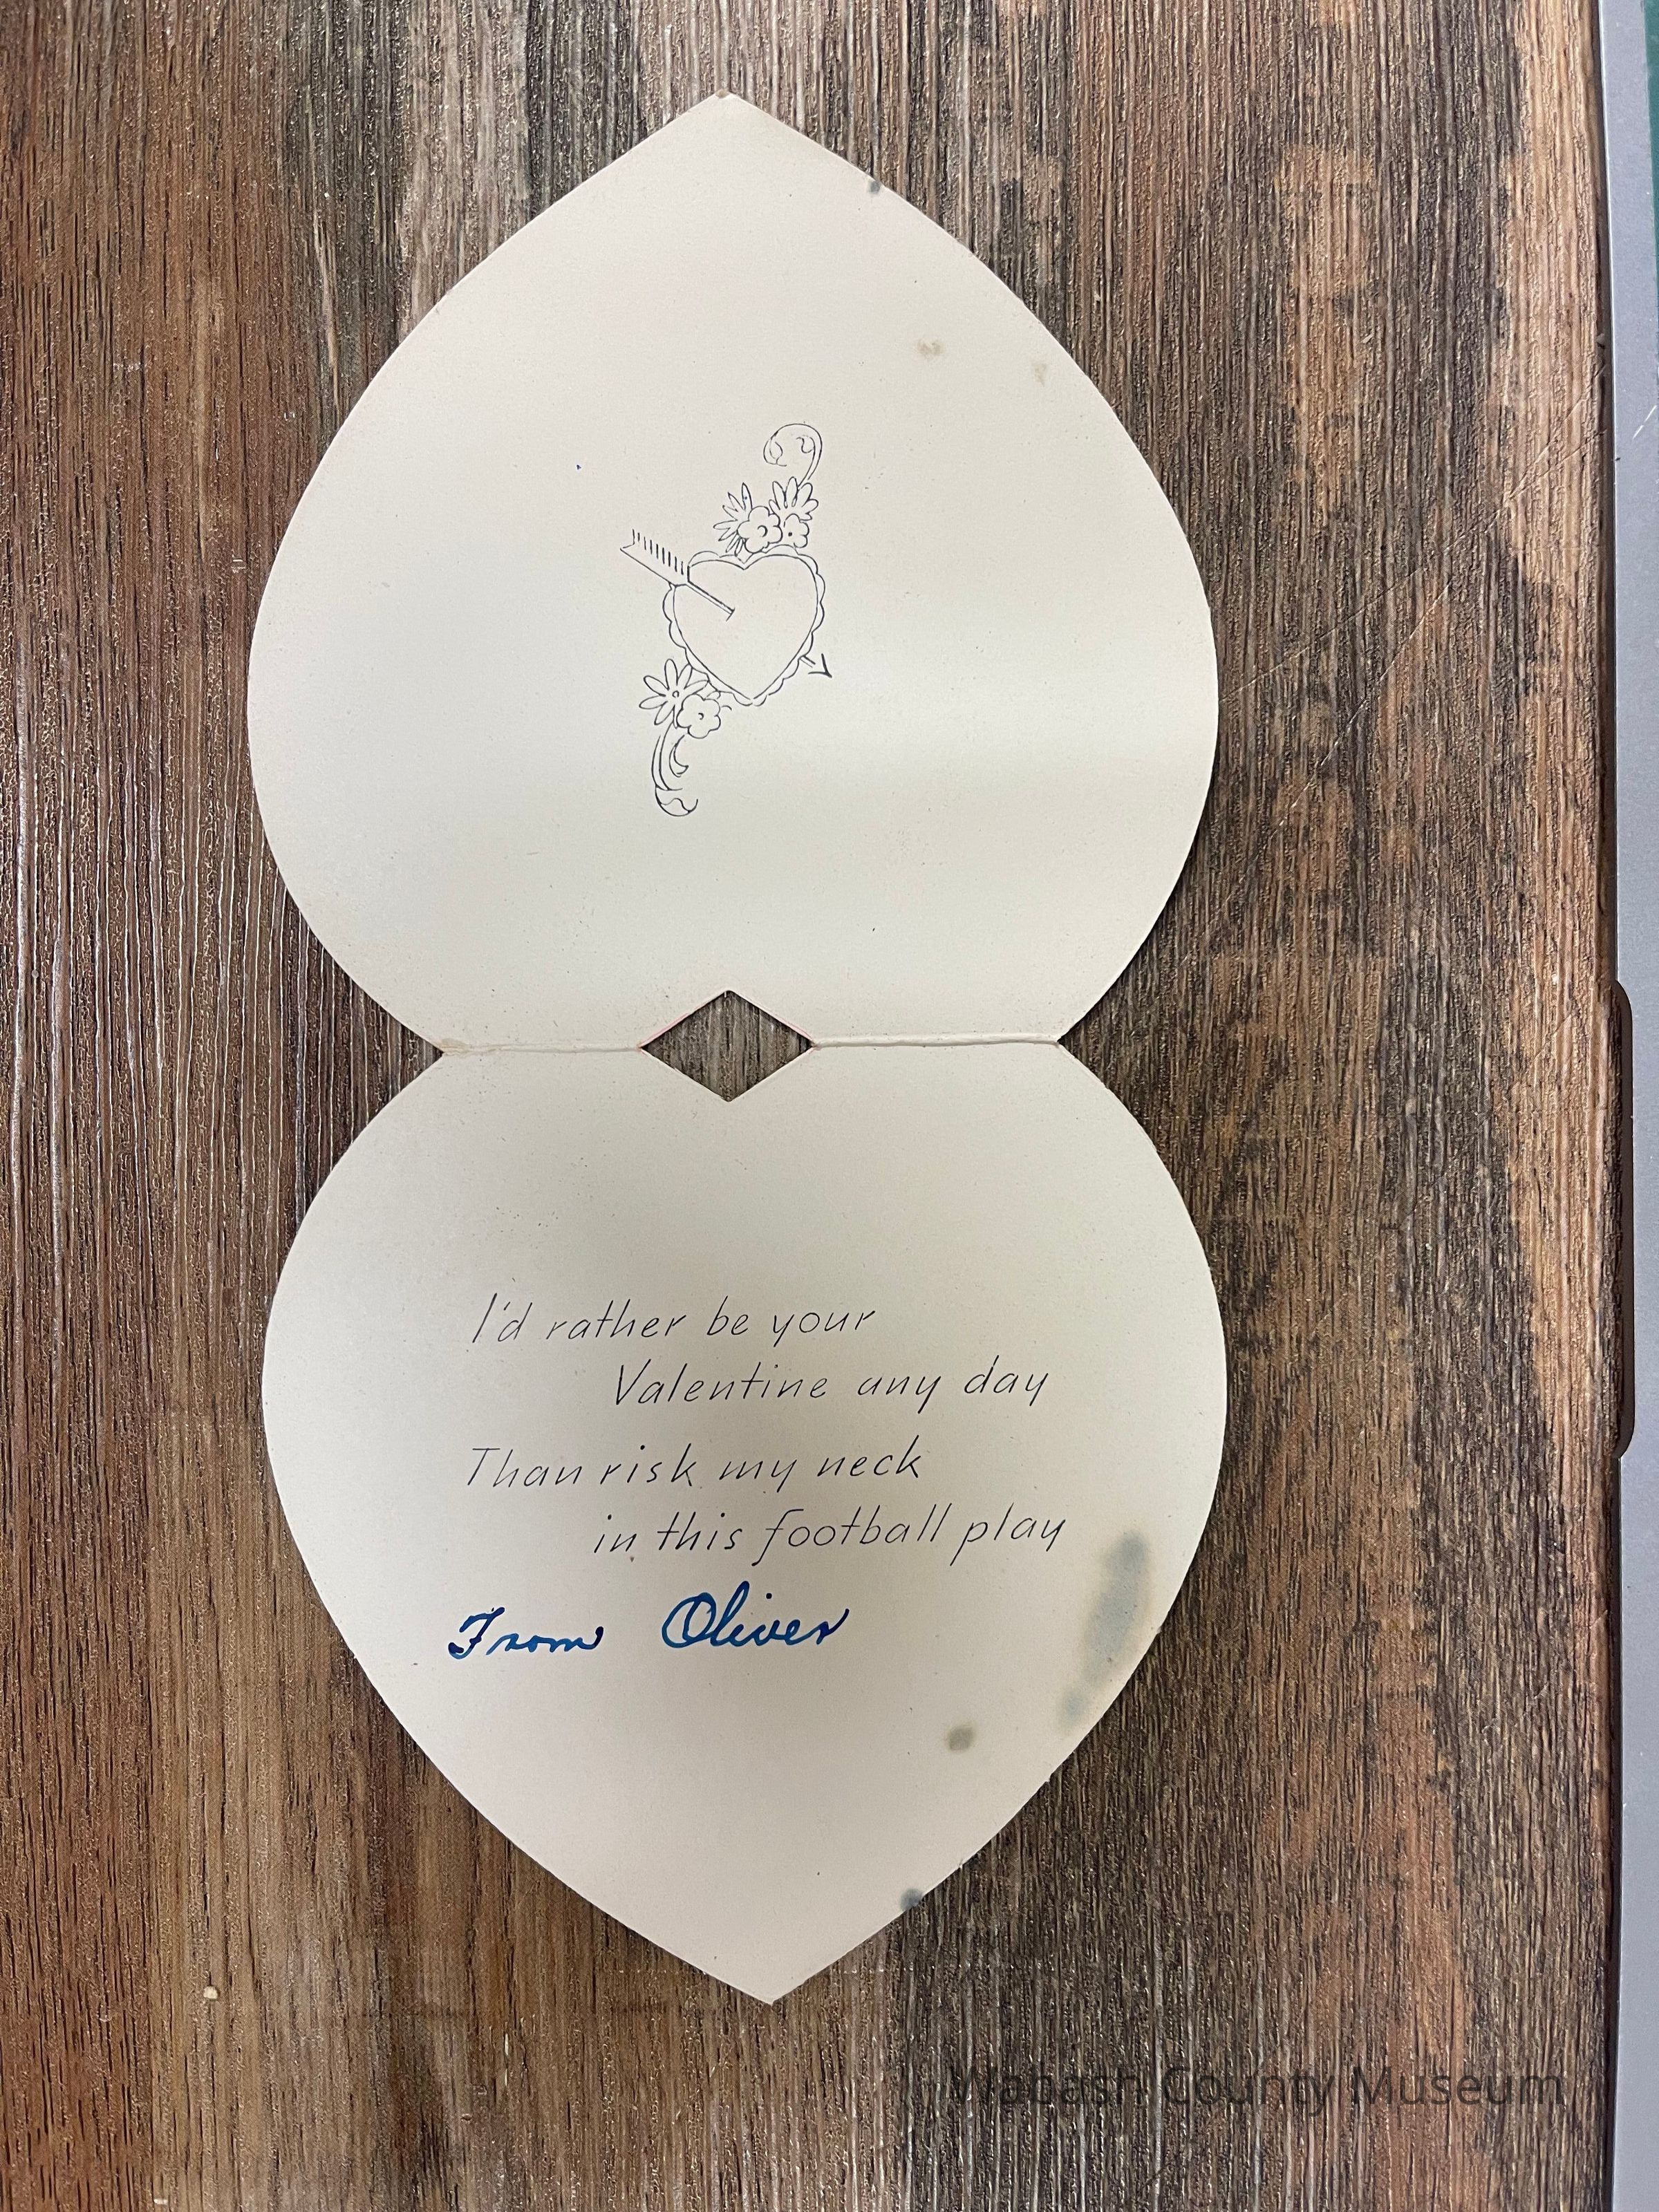 I'd rather be your
Valentine any day
Than risk my neck
in this football play
From Oliver
Wabash County Museum